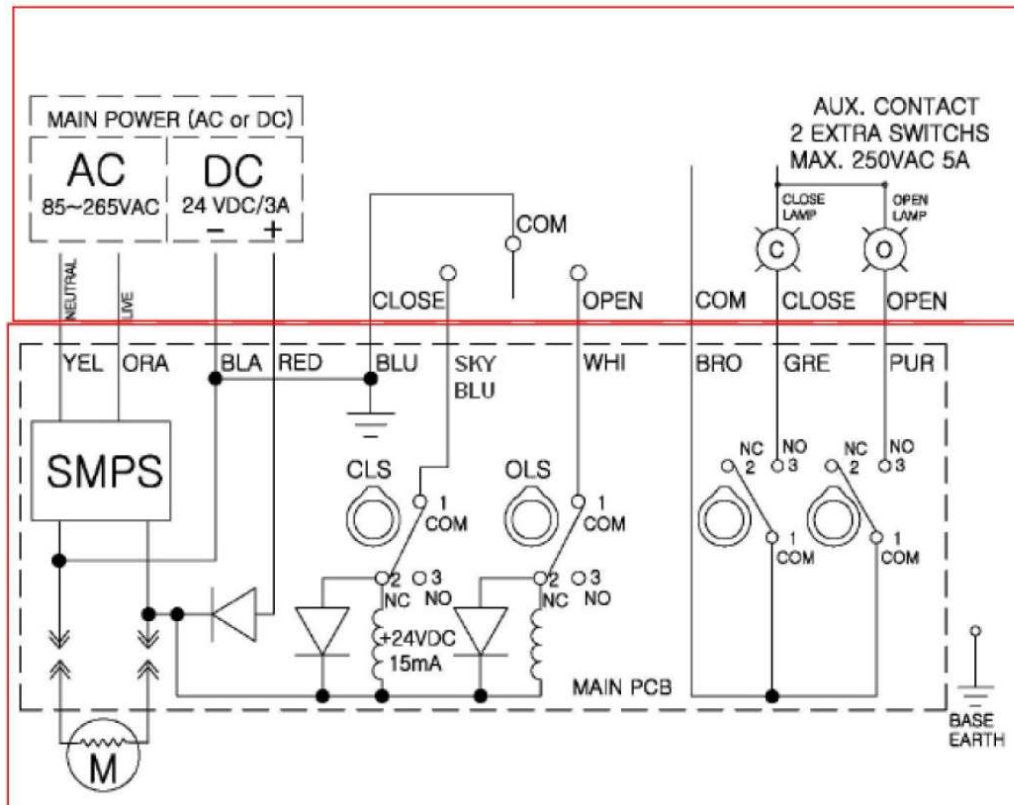 MAIN POWER (AC or DC)
AC
85~265VAC
DC
24 VDC/3A
− +
NEUTRAL
LIVE
COM
CLOSE
OPEN
AUX. CONTACT
2 EXTRA SWITCHS
MAX. 250VAC 5A
CLOSE
LAMP
OPEN
LAMP
C
O
COM
CLOSE
OPEN
YEL
ORA
BLA
RED
BLU
SKY
BLU
WHI
BRO
GRE
PUR
SMPS
CLS
1
COM
2
NC
3
NO
OLS
1
COM
2
NC
3
NO
+24VDC
15mA
NC
2
NO
3
1
COM
NC
2
NO
3
1
COM
MAIN PCB
M
BASE
EARTH